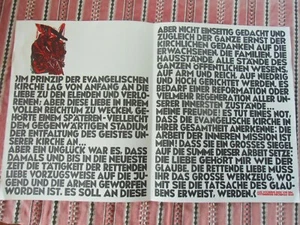 IM PRINZIP DER EVANGELISCHEN
KIRCHE LAG VON ANFANG AN DIE
LIEBE ZU DEN ELENDEN UND VERLO-
RENEN: ABER DIESE LIEBE IN IHREM
VOLLEN REICHTUM ZU WECKEN, GE-
HÖRTE EINEM SPÄTEREN - VIELLEICHT
DEM GEGENWÄRTIGEN STADIUM
DER ENTFALTUNG DES GEISTES UN-
SERER KIRCHE AN...
ABER EIN UNGLÜCK WAR ES, DASS
DAMALS UND BIS IN DIE NEUESTE
ZEIT DIE TÄTIGKEIT DER RETTENDEN
LIEBE VORZUGSWEISE AUF DIE JU-
GEND UND DIE ARMEN GEWORFEN
WORDEN IST. ES SOLL AN DIESE
ABER NICHT EINSEITIG GEDACHT UND
ZUGLEICH DER GANZE ERNST DER
KIRCHLICHEN GEDANKEN AUF DIE
ERWACHSENEN, DIE FAMILIEN, DIE
HAUSSTÄNDE, ALLE STÄNDE DES
GANZEN ÖFFENTLICHEN WESENS,
AUF ARM UND REICH, AUF NIEDRIG
UND HOCH GERICHTET WERDEN. ES
BEDARF EINER REFORMATION ODER
VIELMEHR REGENERATION ALLER UN-
SERER INNERSTEN ZUSTÄNDE...
MEINE FREUNDE! ES TUT EINES NOT,
DASS DIE EVANGELISCHE KIRCHE IN
IHRER GESAMTHEIT ANERKENNE: DIE
ARBEIT DER INNEREN MISSION IST
MEIN! DASS SIE EIN GROSSES SIEGEL
AUF DIE SUMME DIESER ARBEIT SETZE:
DIE LIEBE GEHÖRT MIR WIE DER
GLAUBE. DIE RETTENDE LIEBE MUSS
IHR DAS GROSSE WERKZEUG, WO-
MIT SIE DIE TATSACHE DES GLAU-
BENS ERWEIST, WERDEN.